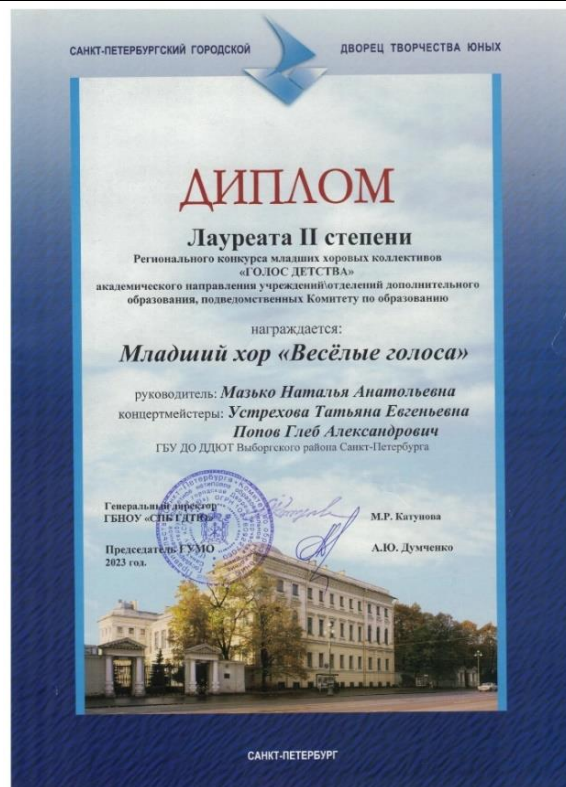 САНКТ-ПЕТЕРБУРГСКИЙ ГОРОДСКОЙ ДВОРЕЦ ТВОРЧЕСТВА ЮНЫХ
ДИПЛОМ
Лауреата II степени
Регионального конкурса младших хоровых коллективов
«ГОЛОС ДЕТСТВА»
академического направления учреждений\отделений дополнительного
образования, подведомственных Комитету по образованию
награждается:
Младший хор «Весёлые голоса»
руководитель: Мазько Наталья Анатольевна
концертмейстеры: Устрехова Татьяна Евгеньевна
Попов Глеб Александрович
ГБУ ДО ДДЮТ Выборгского района Санкт-Петербурга
Генеральный директор
ГБНОУ «СПБ ГДТЮ» М.Р. Катунова
Председатель ГУМО А.Ю. Думченко
2023 год.
САНКТ-ПЕТЕРБУРГ